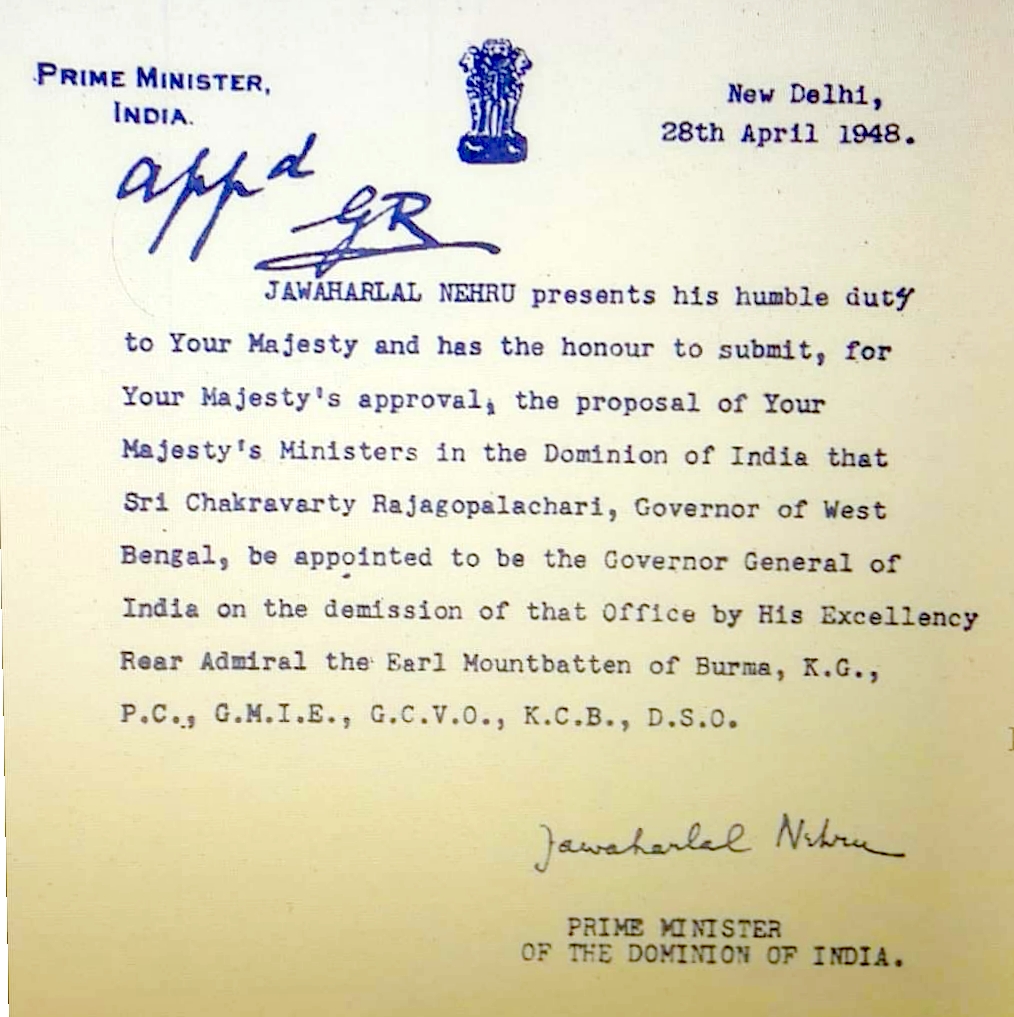 PRIME MINISTER,
INDIA.
New Delhi,
28th April 1948.
appd
GR
JAWAHARLAL NEHRU presents his humble duty
to Your Majesty and has the honour to submit, for
Your Majesty's approval, the proposal of Your
Majesty's Ministers in the Dominion of India that
Sri Chakravarty Rajagopalachari, Governor of West
Bengal, be appointed to be the Governor General of
India on the demission of that Office by His Excellency
Rear Admiral the Earl Mountbatten of Burma, K.G.,
P.C., G.M.I.E., G.C.V.O., K.C.B., D.S.O.
Jawaharlal Nehru
PRIME MINISTER
OF THE DOMINION OF INDIA.